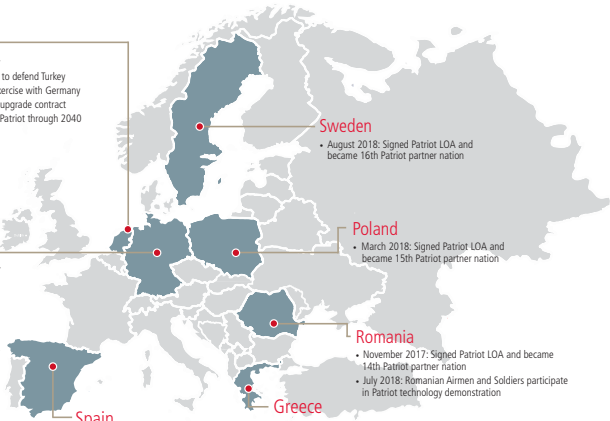 to defend Turkey
exercise with Germany
upgrade contract
Patriot through 2040
Sweden
• August 2018: Signed Patriot LOA and
became 16th Patriot partner nation
Poland
• March 2018: Signed Patriot LOA and
became 15th Patriot partner nation
Romania
• November 2017: Signed Patriot LOA and became
14th Patriot partner nation
• July 2018: Romanian Airmen and Soldiers participate
in Patriot technology demonstration
Greece
Spain